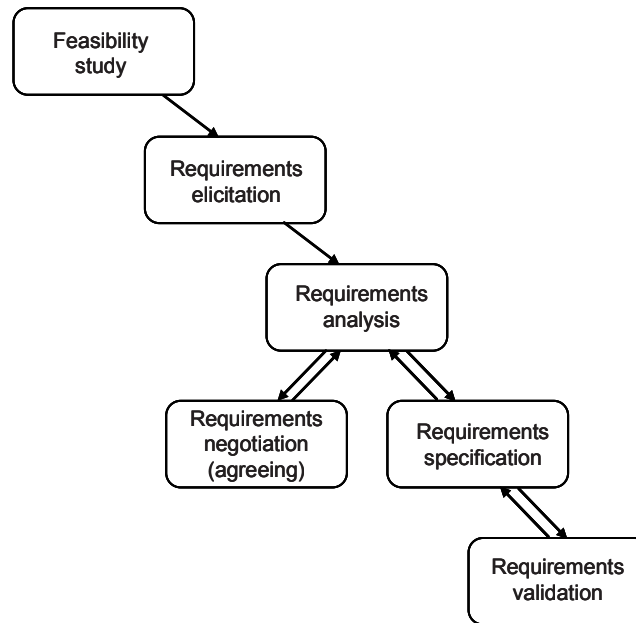 Feasibility
study
Requirements
elicitation
Requirements
analysis
Requirements
negotiation
(agreeing)
Requirements
specification
Requirements
validation